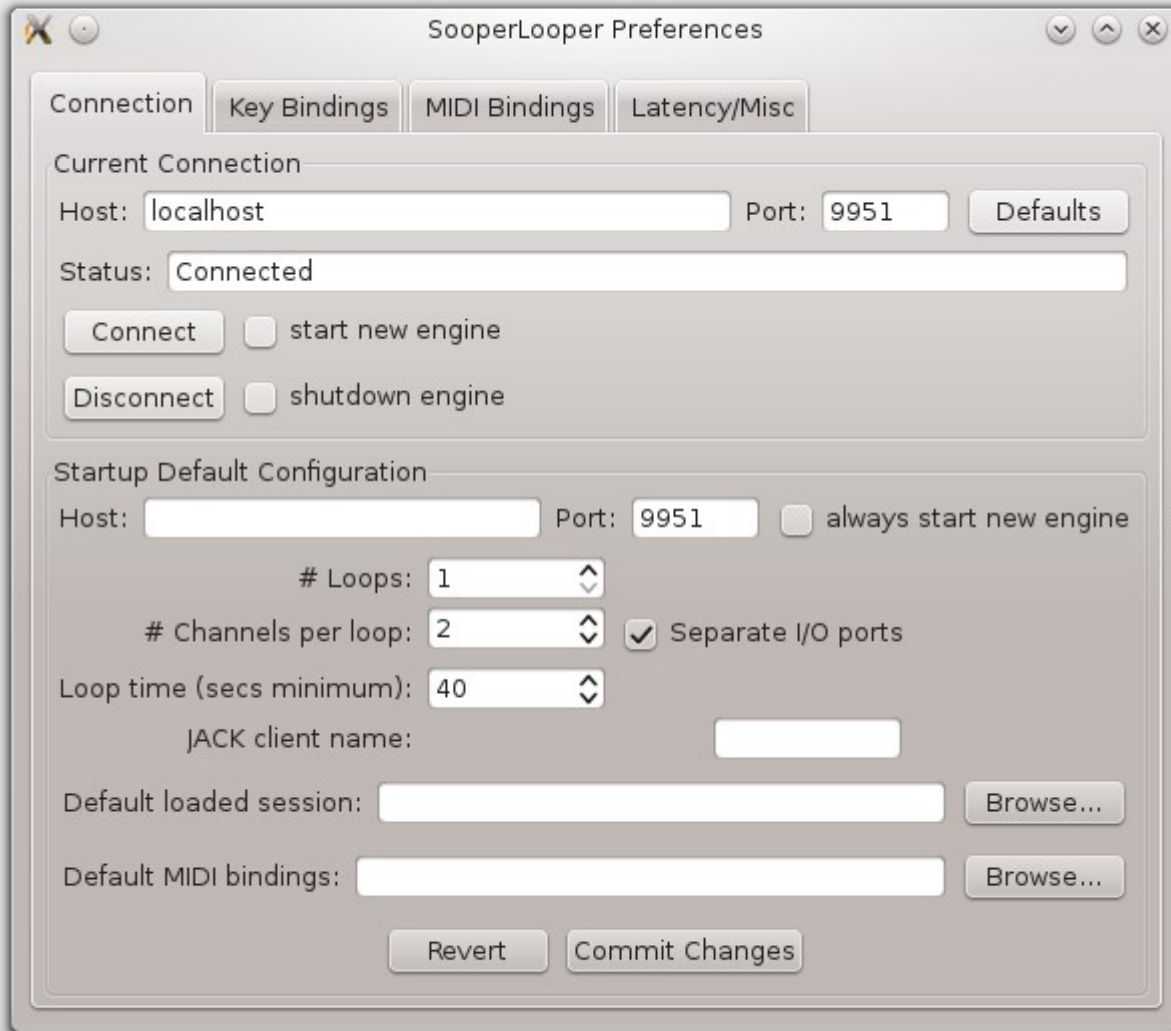 SooperLooper Preferences
Connection Key Bindings MIDI Bindings Latency/Misc
Current Connection
Host: localhost Port: 9951 Defaults
Status: Connected
Connect start new engine
Disconnect shutdown engine
Startup Default Configuration
Host: Port: 9951 always start new engine
# Loops: 1
# Channels per loop: 2 Separate I/O ports
Loop time (secs minimum): 40
JACK client name:
Default loaded session: Browse...
Default MIDI bindings: Browse...
Revert Commit Changes